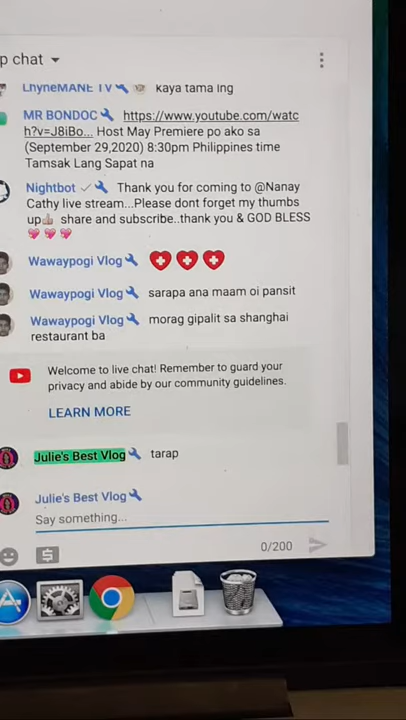 p chat
LhyneMANE TV kaya tama lng
MR BONDOC https://www.youtube.com/watc
h?v=J8iBo... Host May Premiere po ako sa
(September 29,2020) 8:30pm Philippines time
Tamsak Lang Sapat na
Nightbot Thank you for coming to @Nanay
Cathy live stream...Please dont forget my thumbs
up👍 share and subscribe..thank you & GOD BLESS
💖💖💖
Wawaypogi Vlog
Wawaypogi Vlog sarapa ana maam oi pansit
Wawaypogi Vlog morag gipalit sa shanghai
restaurant ba
Welcome to live chat! Remember to guard your
privacy and abide by our community guidelines.
LEARN MORE
Julie's Best Vlog tarap
Julie's Best Vlog
Say something...
0/200